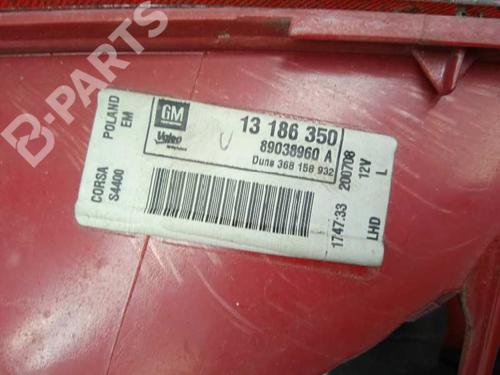 B-PARTS
GM
Valeo
13 186 350
89038960 A
Duns 368 158 932
POLAND
EM
CORSA
S4400
200708
1747:33
12V
L
LHD